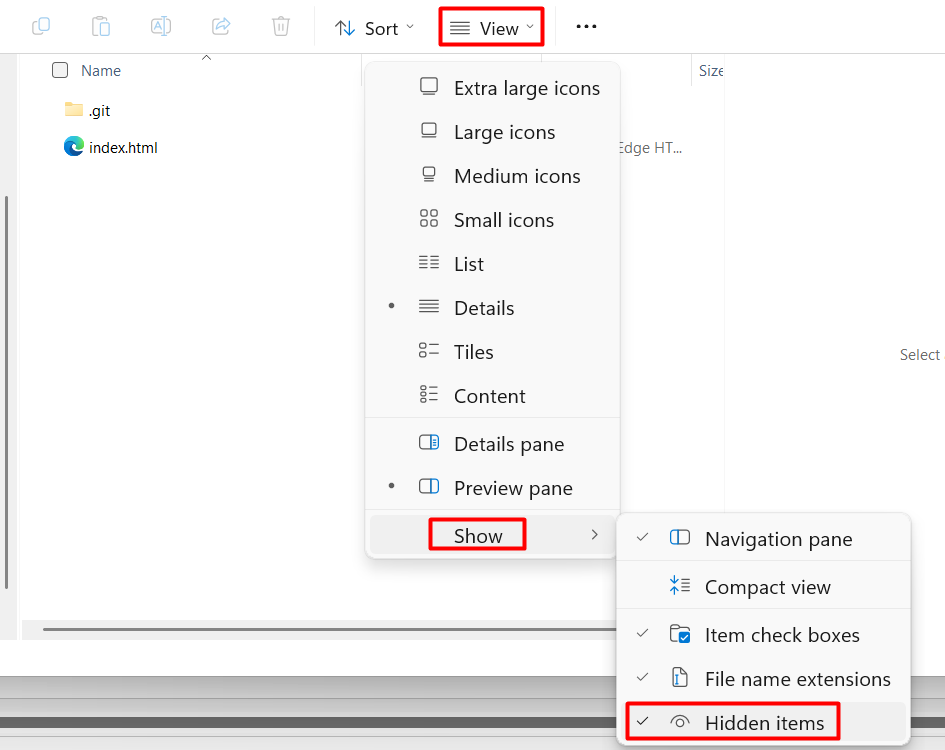 Sort
View
Name
Size
.git
index.html
Edge HT...
Extra large icons
Large icons
Medium icons
Small icons
List
Details
Tiles
Content
Details pane
Preview pane
Show
Select
Navigation pane
Compact view
Item check boxes
File name extensions
Hidden items